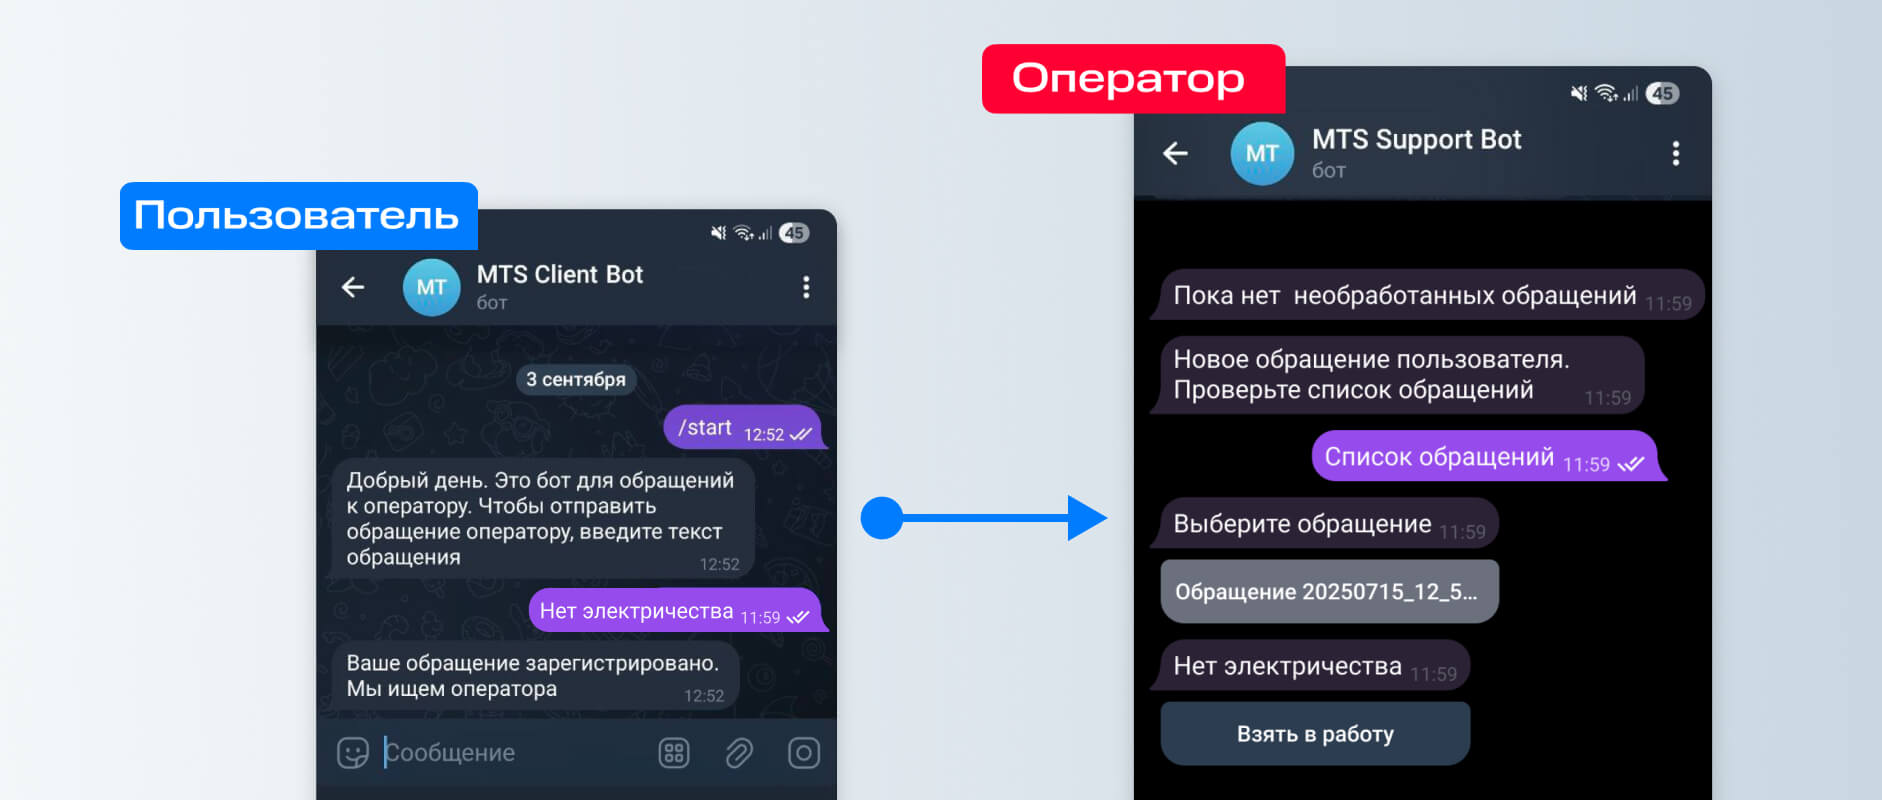 Пользователь
45
MT
MTS Client Bot
бот
3 сентября
/start 12:52
Добрый день. Это бот для обращений
к оператору. Чтобы отправить
обращение оператору, введите текст
обращения
12:52
Нет электричества 11:59
Ваше обращение зарегистрировано.
Мы ищем оператора
12:52
Сообщение
Оператор
45
MT
MTS Support Bot
бот
Пока нет необработанных обращений 11:59
Новое обращение пользователя.
Проверьте список обращений 11:59
Список обращений 11:59
Выберите обращение 11:59
Обращение 20250715_12_5...
Нет электричества 11:59
Взять в работу